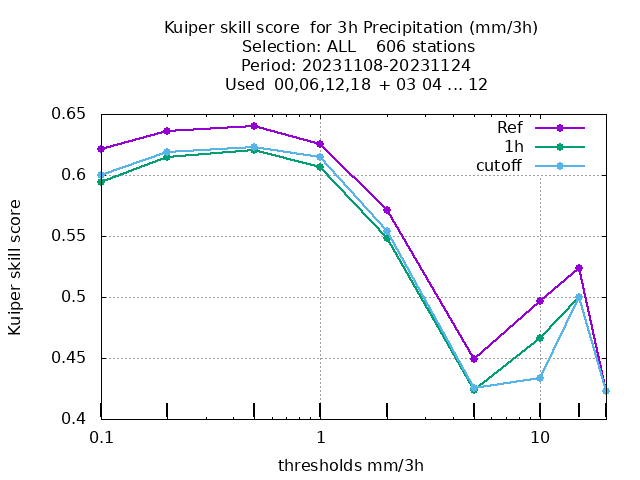 Kuiper skill score  for 3h Precipitation (mm/3h)
Selection: ALL    606 stations
Period: 20231108-20231124
Used  00,06,12,18  + 03 04 ... 12
Ref
1h
cutoff
0.65
0.6
0.55
0.5
0.45
0.4
Kuiper skill score
0.1
1
10
thresholds mm/3h